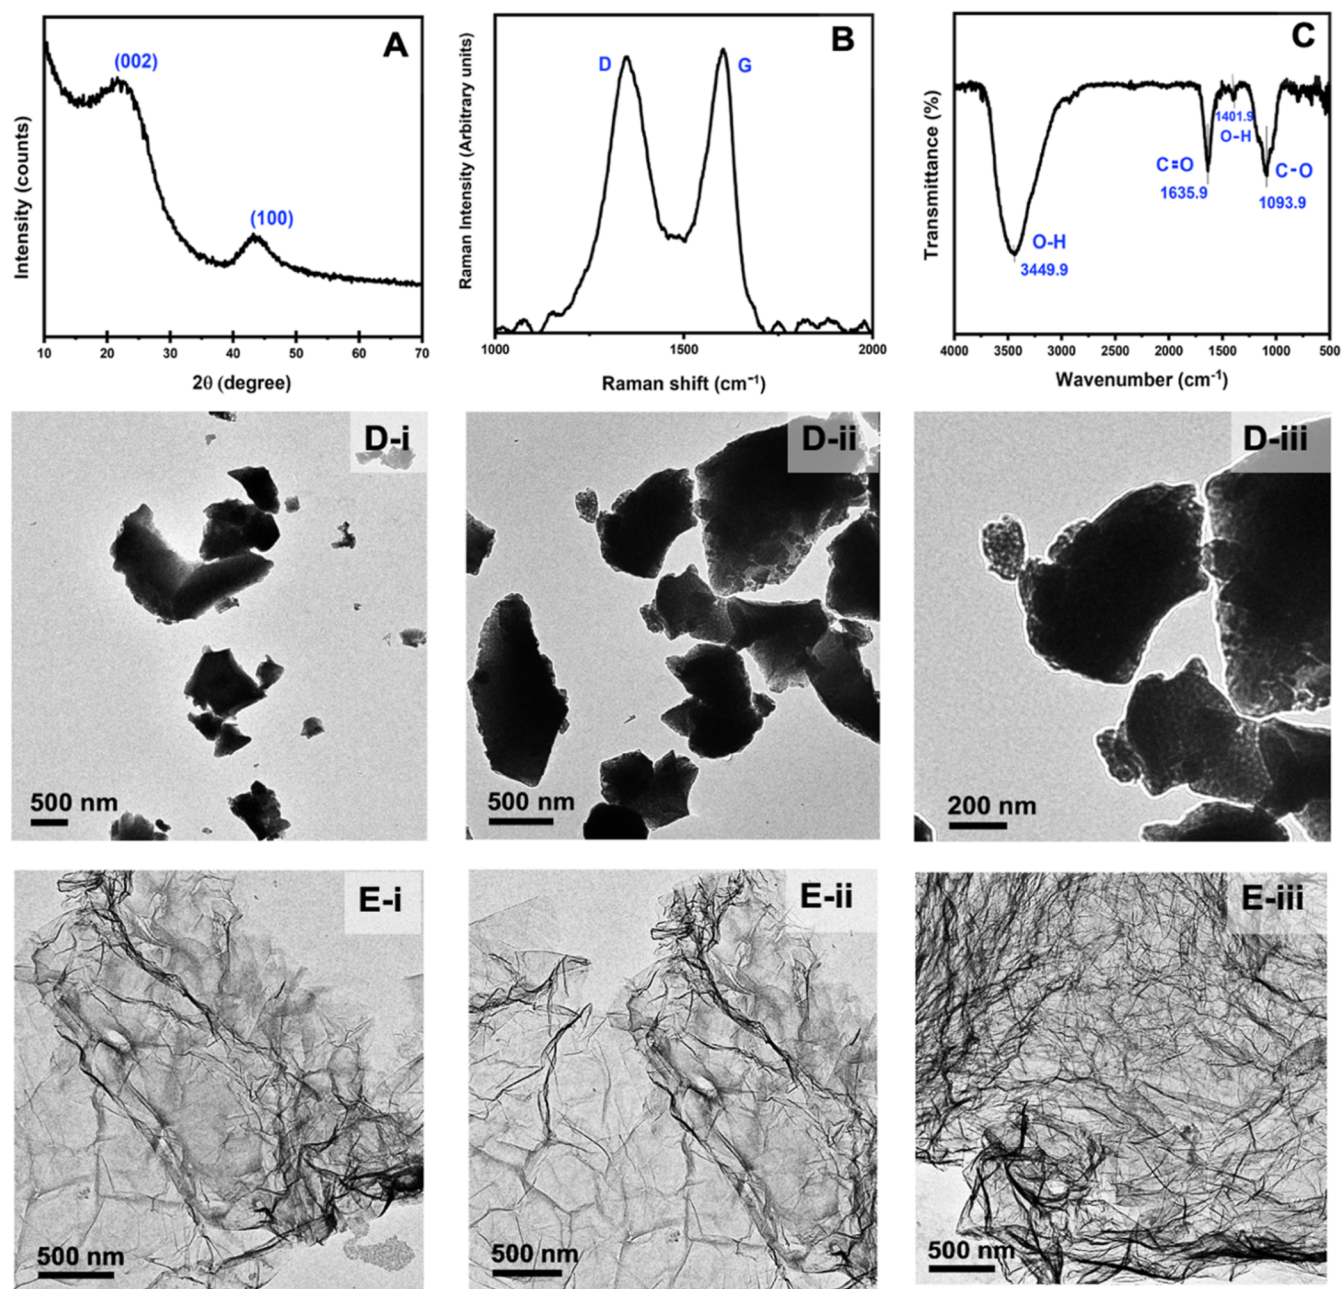 A
(002)
(100)
Intensity (counts)
10 20 30 40 50 60 70
2θ (degree)
B
D
G
Raman Intensity (Arbitrary units)
1000 1500 2000
Raman shift (cm⁻¹)
C
1401.9
O-H
C=O
1635.9
C-O
1093.9
O-H
3449.9
Transmittance (%)
4000 3500 3000 2500 2000 1500 1000 500
Wavenumber (cm⁻¹)
D-i
500 nm
D-ii
500 nm
D-iii
200 nm
E-i
500 nm
E-ii
500 nm
E-iii
500 nm